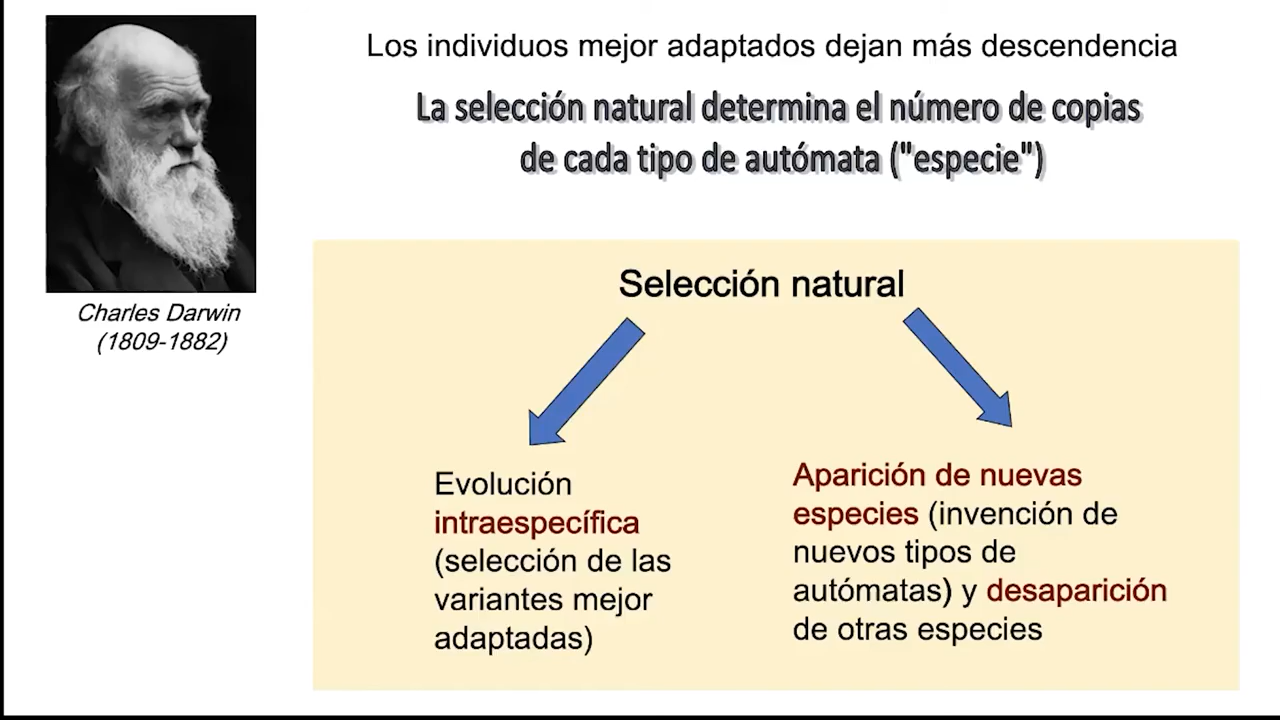 Los individuos mejor adaptados dejan más descendencia
La selección natural determina el número de copias
de cada tipo de autómata ("especie")
Charles Darwin
(1809-1882)
Selección natural
Evolución
intraespecífica
(selección de las
variantes mejor
adaptadas)
Aparición de nuevas
especies (invención de
nuevos tipos de
autómatas) y desaparición
de otras especies